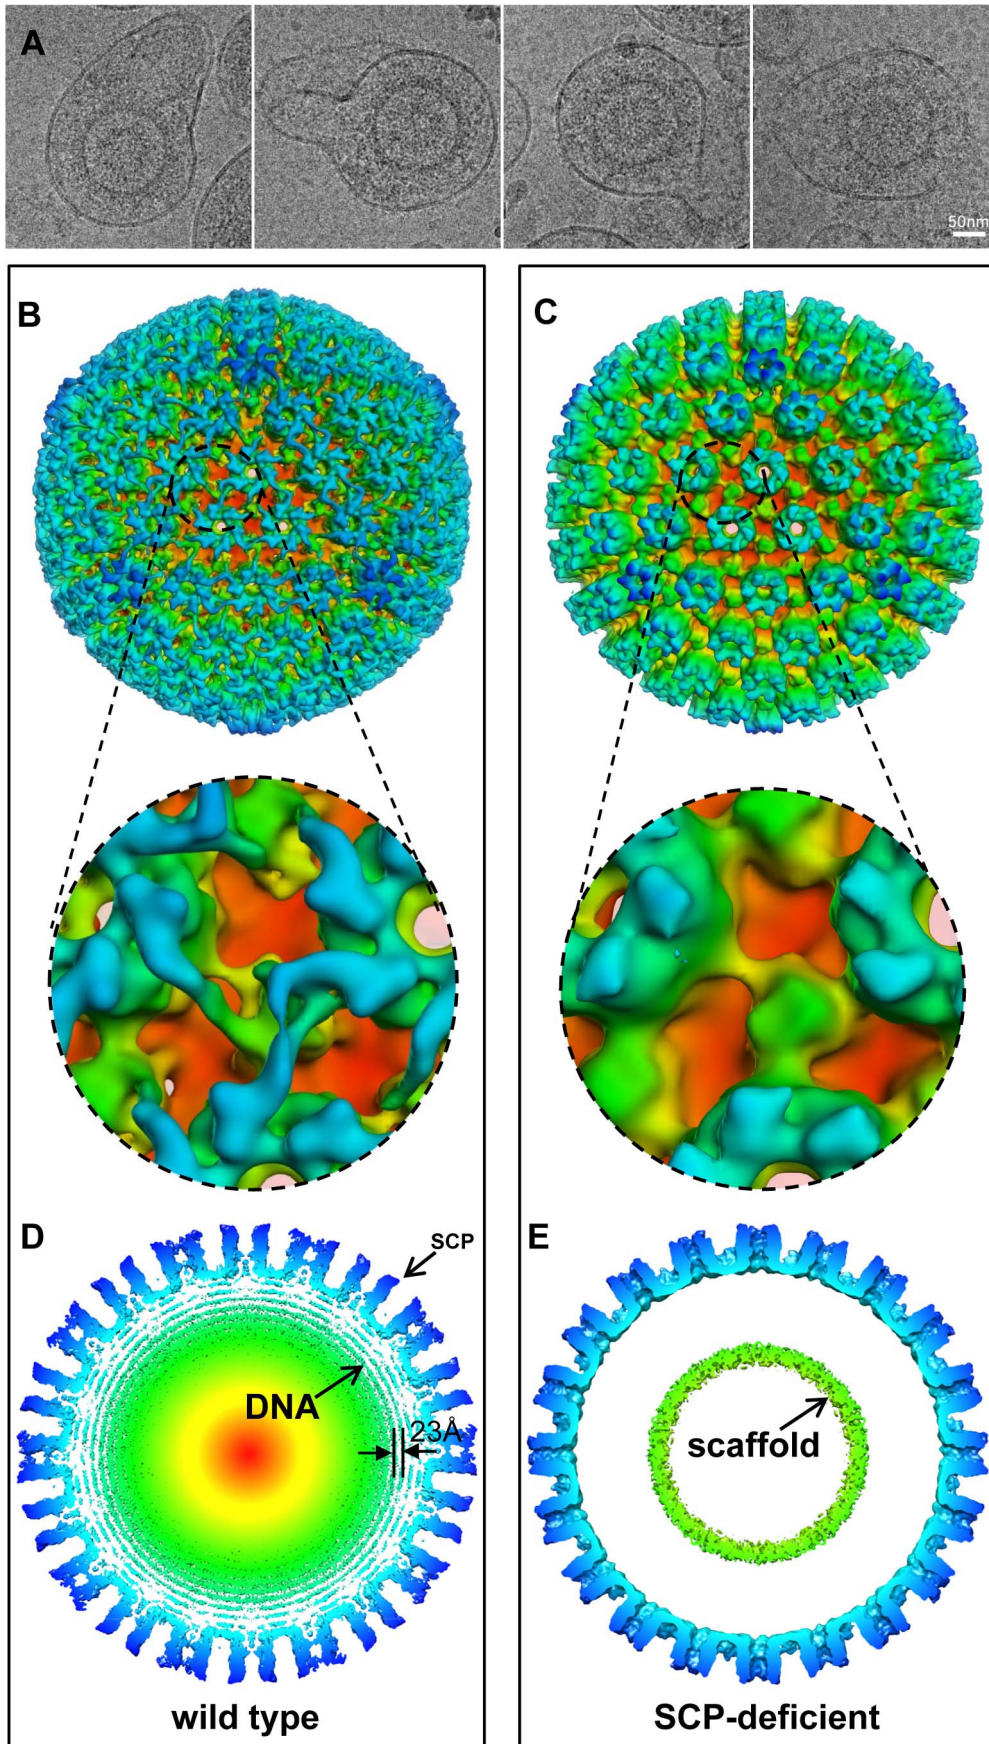 A
50nm
B
C
D
SCP
DNA
23Å
wild type
E
scaffold
SCP-deficient